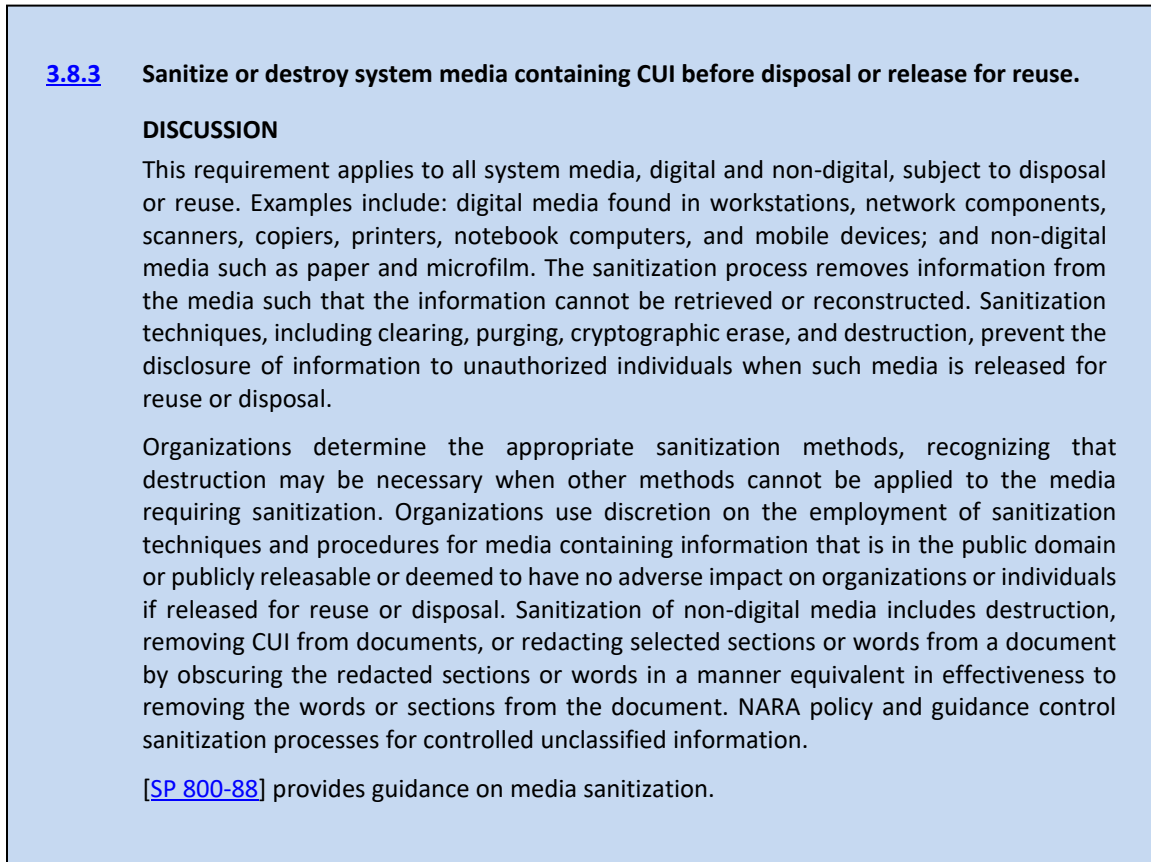 3.8.3 Sanitize or destroy system media containing CUI before disposal or release for reuse.
DISCUSSION
This requirement applies to all system media, digital and non-digital, subject to disposal
or reuse. Examples include: digital media found in workstations, network components,
scanners, copiers, printers, notebook computers, and mobile devices; and non-digital
media such as paper and microfilm. The sanitization process removes information from
the media such that the information cannot be retrieved or reconstructed. Sanitization
techniques, including clearing, purging, cryptographic erase, and destruction, prevent the
disclosure of information to unauthorized individuals when such media is released for
reuse or disposal.
Organizations determine the appropriate sanitization methods, recognizing that
destruction may be necessary when other methods cannot be applied to the media
requiring sanitization. Organizations use discretion on the employment of sanitization
techniques and procedures for media containing information that is in the public domain
or publicly releasable or deemed to have no adverse impact on organizations or individuals
if released for reuse or disposal. Sanitization of non-digital media includes destruction,
removing CUI from documents, or redacting selected sections or words from a document
by obscuring the redacted sections or words in a manner equivalent in effectiveness to
removing the words or sections from the document. NARA policy and guidance control
sanitization processes for controlled unclassified information.
[SP 800-88] provides guidance on media sanitization.